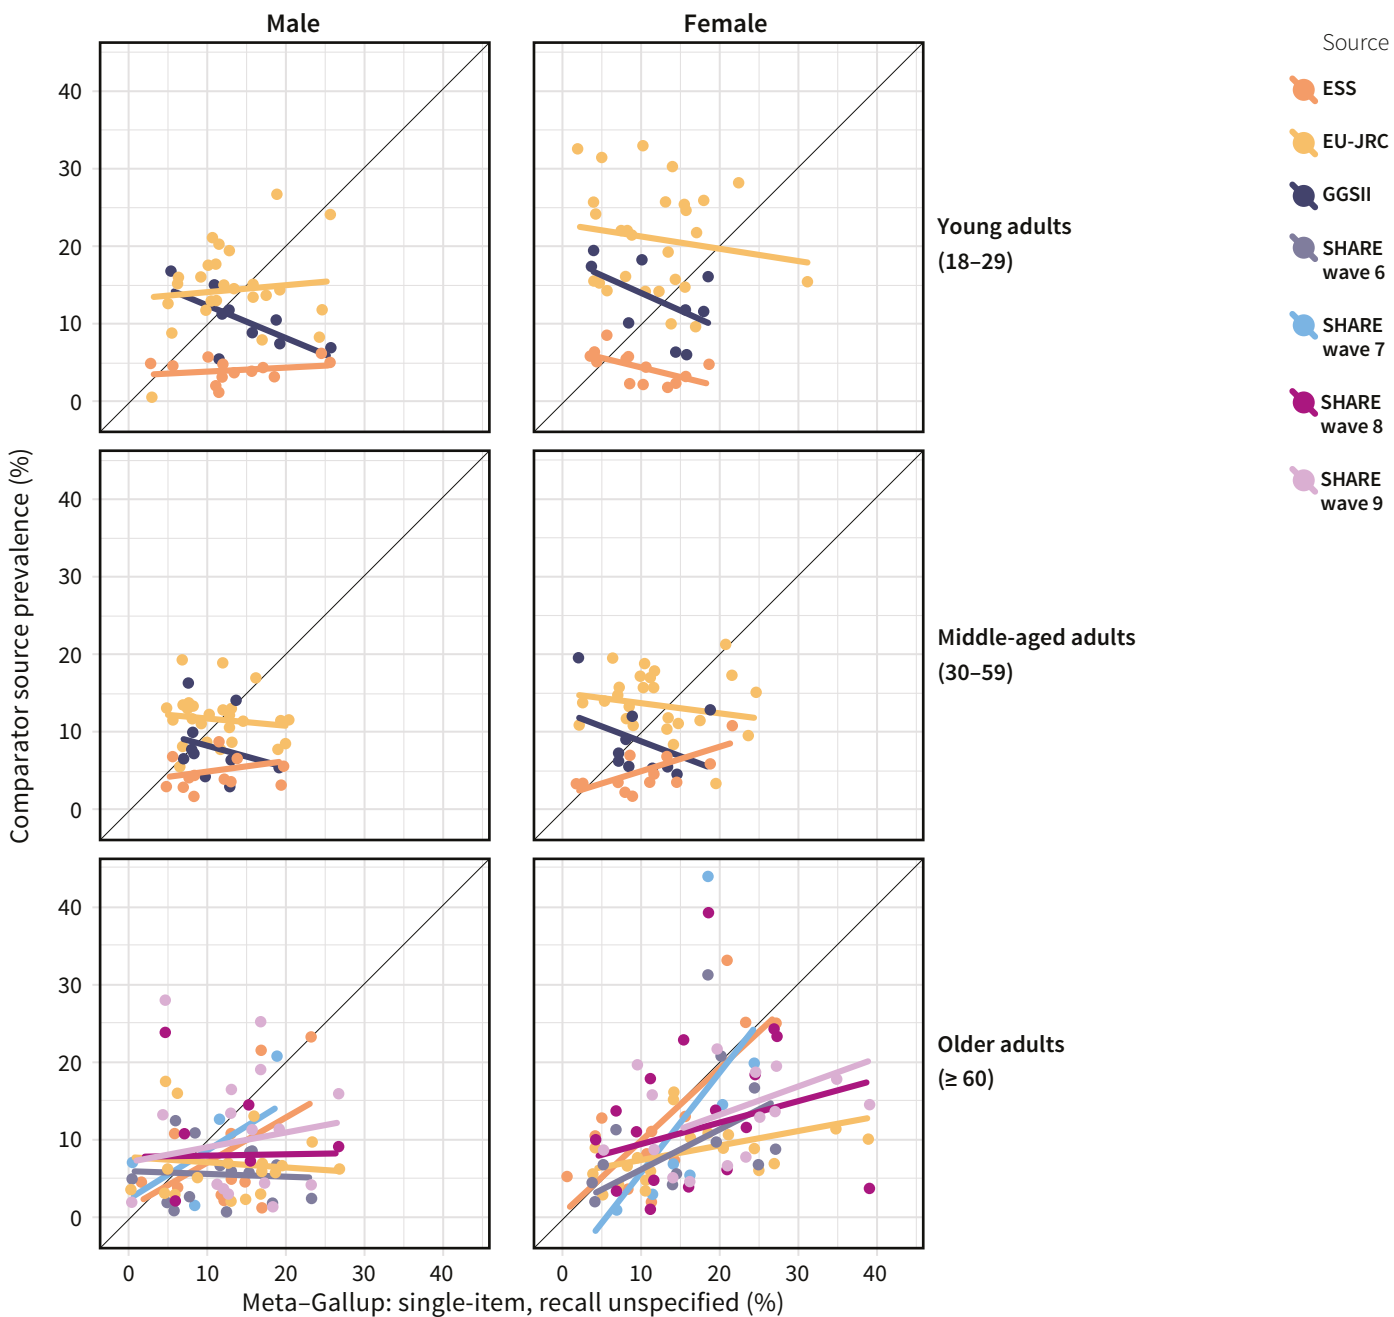 Male
Female
Source
ESS
EU-JRC
GGSII
SHARE
wave 6
SHARE
wave 7
SHARE
wave 8
SHARE
wave 9
40
30
20
10
0
Young adults
(18–29)
Comparator source prevalence (%)
40
30
20
10
0
Middle-aged adults
(30–59)
40
30
20
10
0
Older adults
(≥ 60)
0 10 20 30 40
0 10 20 30 40
Meta–Gallup: single-item, recall unspecified (%)